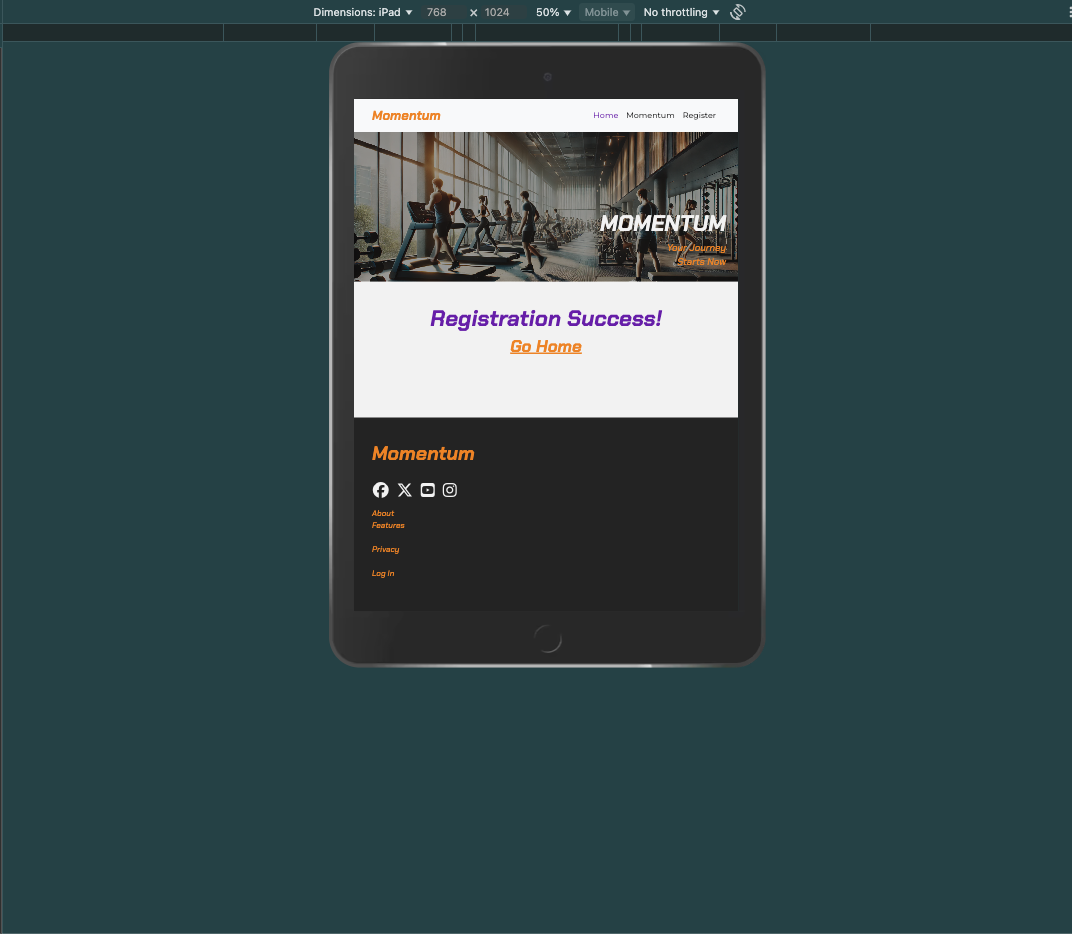 Dimensions: iPad 768 x 1024 50% Mobile No throttling
Momentum Home Momentum Register
MOMENTUM
Your Journey
Starts Now
Registration Success!
Go Home
Momentum
About
Features
Privacy
Log In